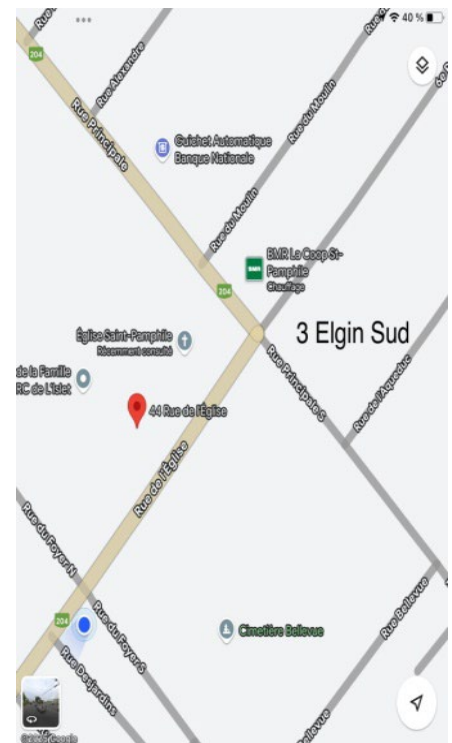 40 %
Rue Alexandre
6e R
204
Rue Principale
Guichet Automatique
Banque Nationale
Rue du Moulin
Rue du Moulin
BMR
BMR La Coop St-
Pamphile
Chauffage
204
3 Elgin Sud
Église Saint-Pamphile
Récemment consulté
de la Famille
RC de L'Islet
Rue Principale S
Rue de l'Aqueduc
44 Rue de l'Église
Rue de l'Église
Rue du Foyer N
204
Rue du Foyer S
Cimetière Bellevue
Rue Bellevue
Rue Desjardins
Bellevue